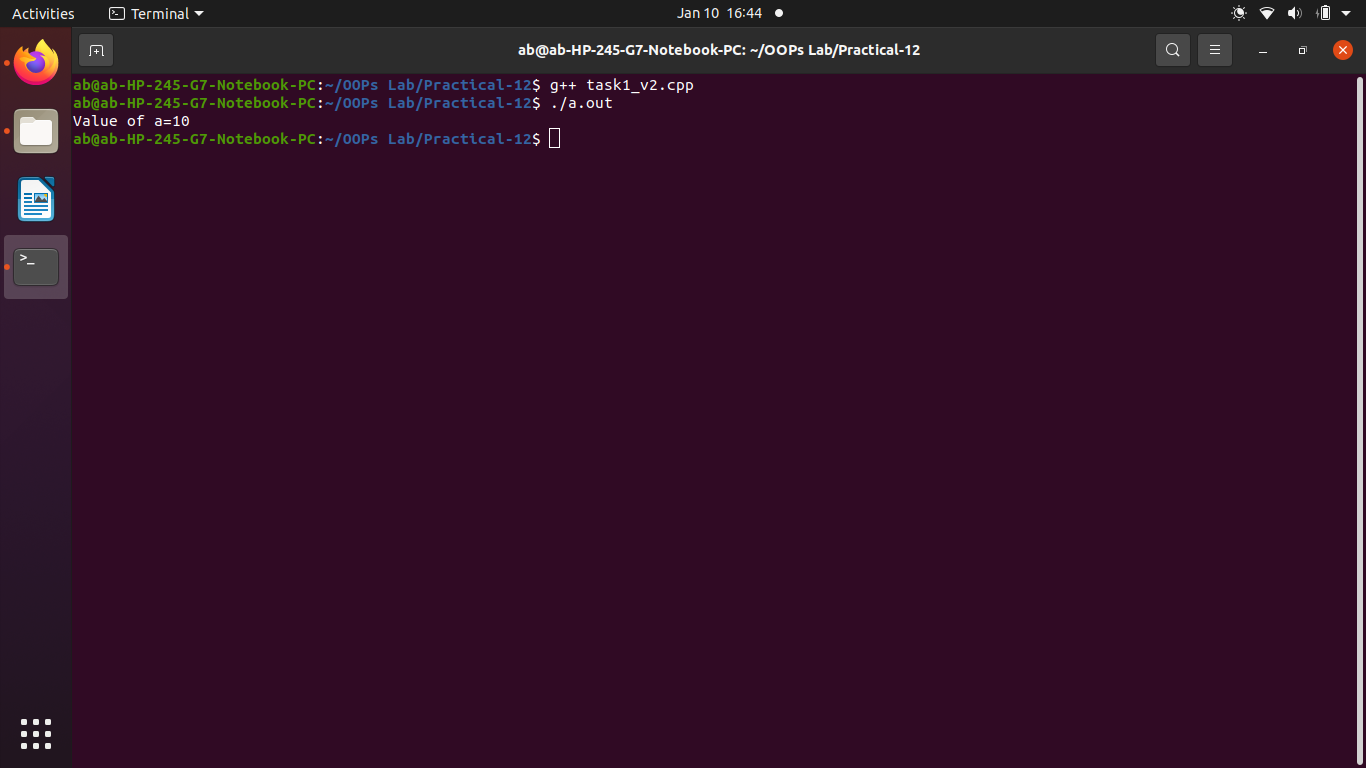 Activities Terminal Jan 10 16:44
ab@ab-HP-245-G7-Notebook-PC: ~/OOPs Lab/Practical-12
ab@ab-HP-245-G7-Notebook-PC:~/OOPs Lab/Practical-12$ g++ task1_v2.cpp
ab@ab-HP-245-G7-Notebook-PC:~/OOPs Lab/Practical-12$ ./a.out
Value of a=10
ab@ab-HP-245-G7-Notebook-PC:~/OOPs Lab/Practical-12$